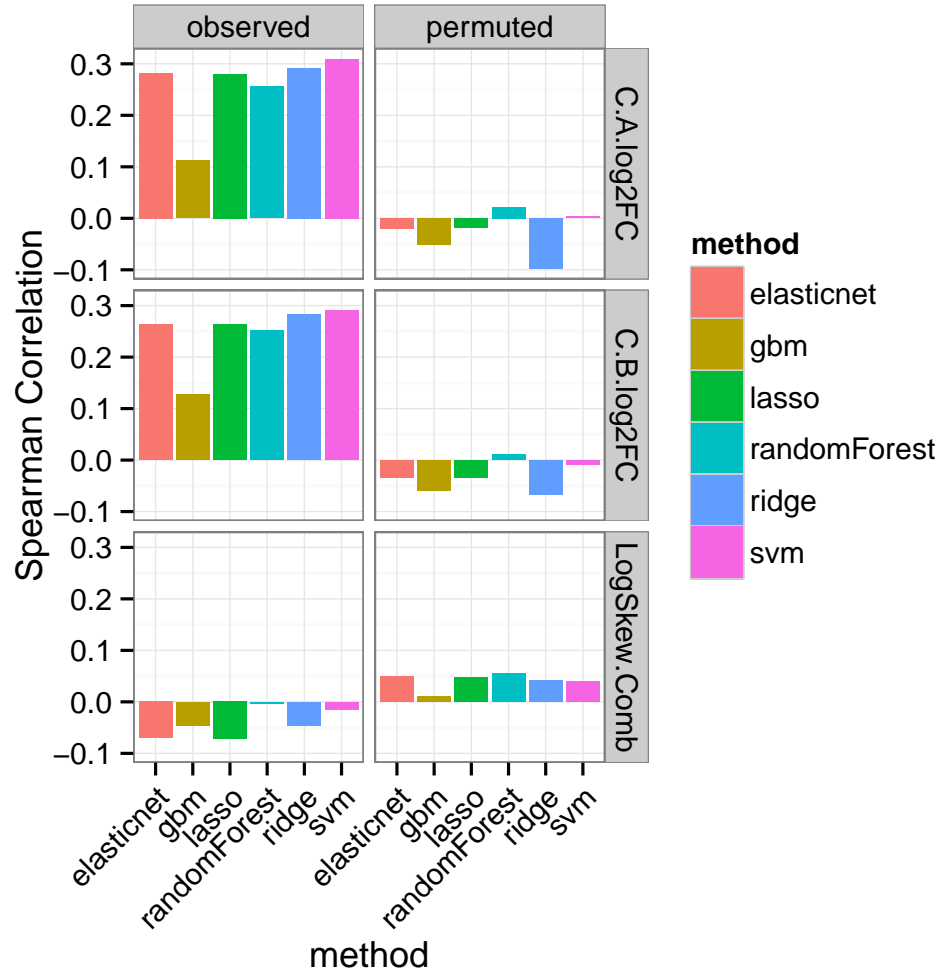 observed permuted
0.3
0.2
0.1
0.0
−0.1
C.A.log2FC
0.3
0.2
0.1
0.0
−0.1
C.B.log2FC
0.3
0.2
0.1
0.0
−0.1
LogSkew.Comb
Spearman Correlation
elasticnet
gbm
lasso
randomForest
ridge
svm
elasticnet
gbm
lasso
randomForest
ridge
svm
method
method
elasticnet
gbm
lasso
randomForest
ridge
svm